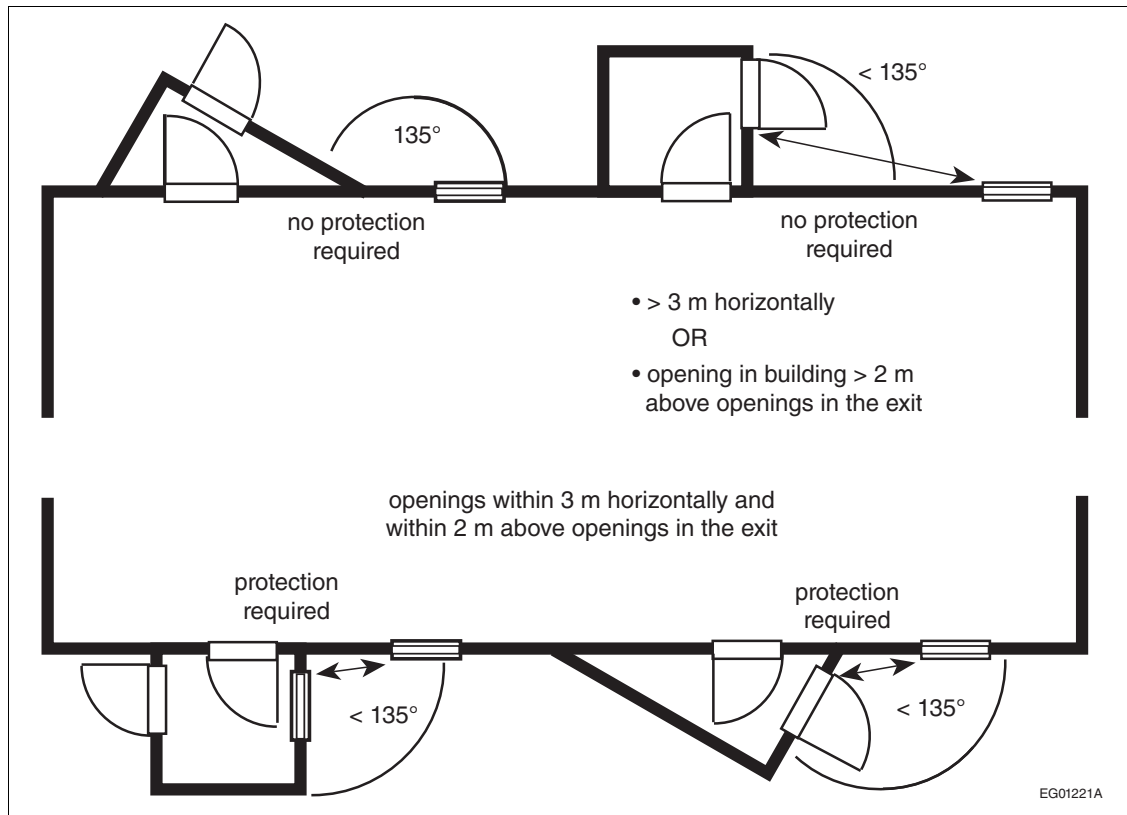 < 135°
135°
no protection
required
no protection
required
• > 3 m horizontally
OR
• opening in building > 2 m
above openings in the exit
openings within 3 m horizontally and
within 2 m above openings in the exit
protection
required
protection
required
< 135°
< 135°
EG01221A